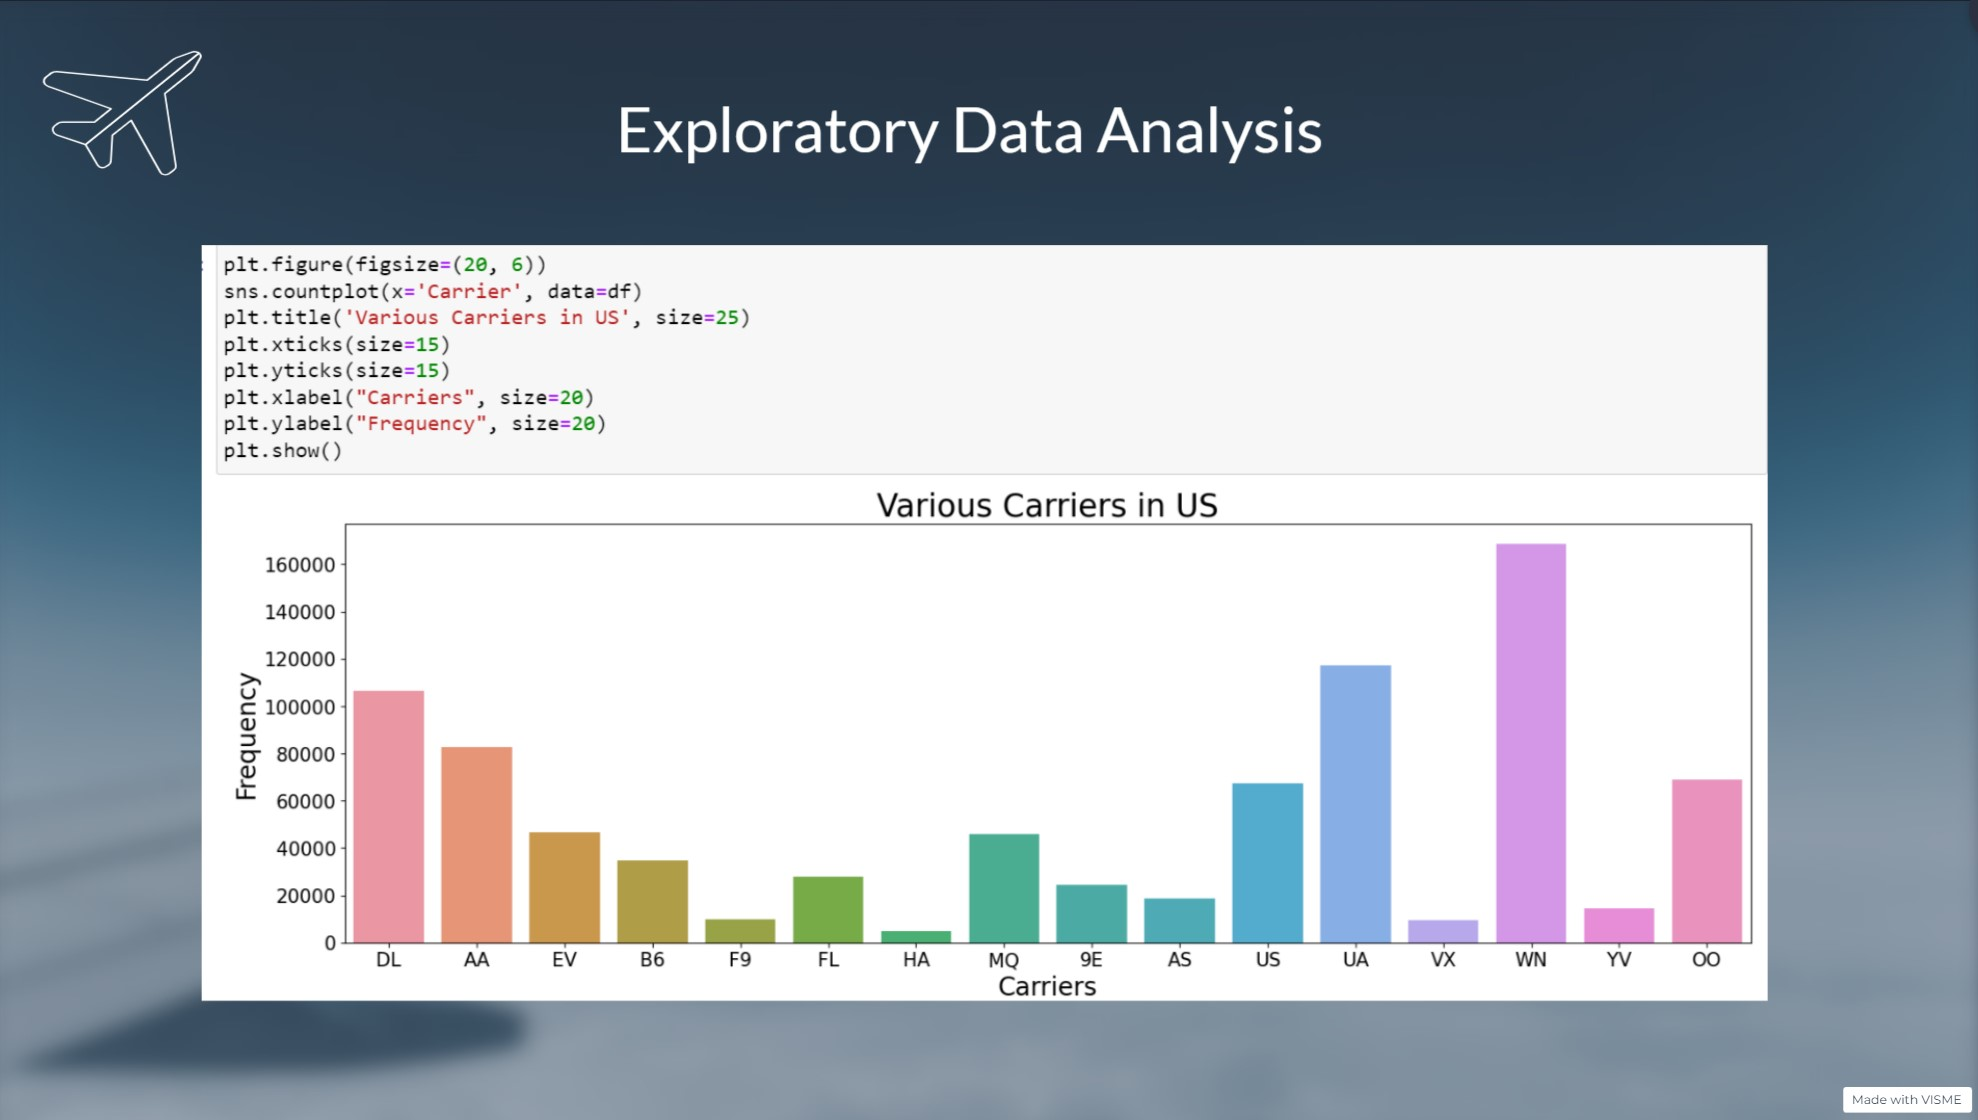 Exploratory Data Analysis
plt.figure(figsize=(20, 6))
sns.countplot(x='Carrier', data=df)
plt.title('Various Carriers in US', size=25)
plt.xticks(size=15)
plt.yticks(size=15)
plt.xlabel("Carriers", size=20)
plt.ylabel("Frequency", size=20)
plt.show()
Various Carriers in US
Frequency
160000
140000
120000
100000
80000
60000
40000
20000
0
DL AA EV B6 F9 FL HA MQ 9E AS US UA VX WN YV OO
Carriers
Made with VISME